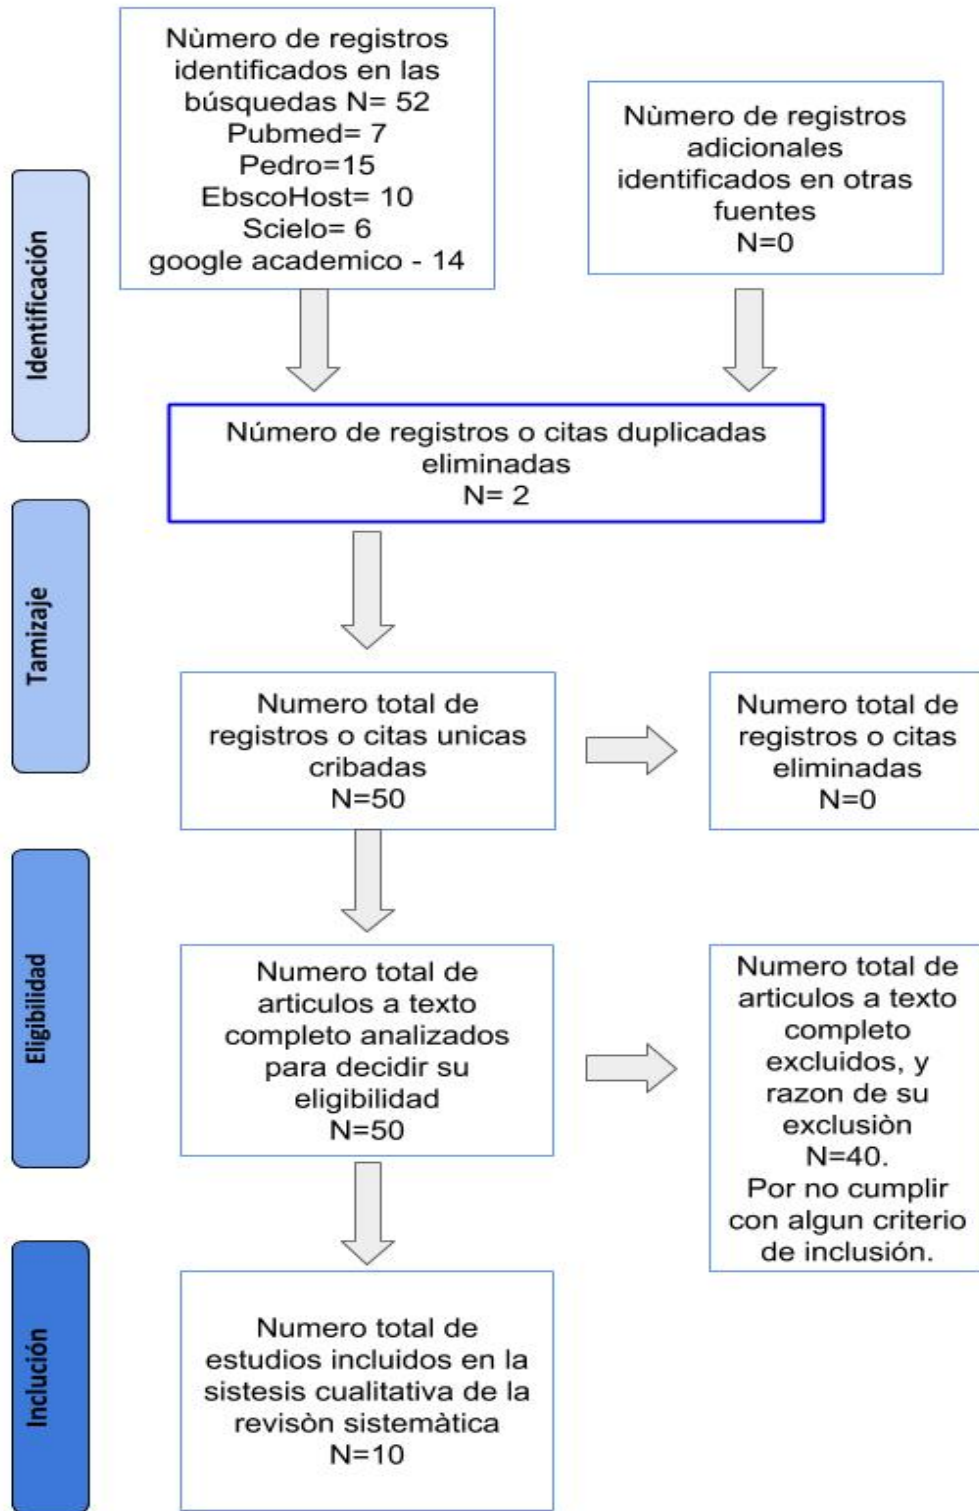 Nùmero de registros
identificados en las
búsquedas N= 52
Pubmed= 7
Pedro=15
EbscoHost= 10
Scielo= 6
google academico - 14
Nùmero de registros
adicionales
identificados en otras
fuentes
N=0
Identificación
Número de registros o citas duplicadas
eliminadas
N= 2
Tamizaje
Numero total de
registros o citas unicas
cribadas
N=50
Numero total de
registros o citas
eliminadas
N=0
Eligibilidad
Numero total de
articulos a texto
completo analizados
para decidir su
eligibilidad
N=50
Numero total de
articulos a texto
completo
excluidos, y
razon de su
exclusiòn
N=40.
Por no cumplir
con algun criterio
de inclusión.
Inclución
Numero total de
estudios incluidos en la
sistesis cualitativa de la
revisòn sistemàtica
N=10